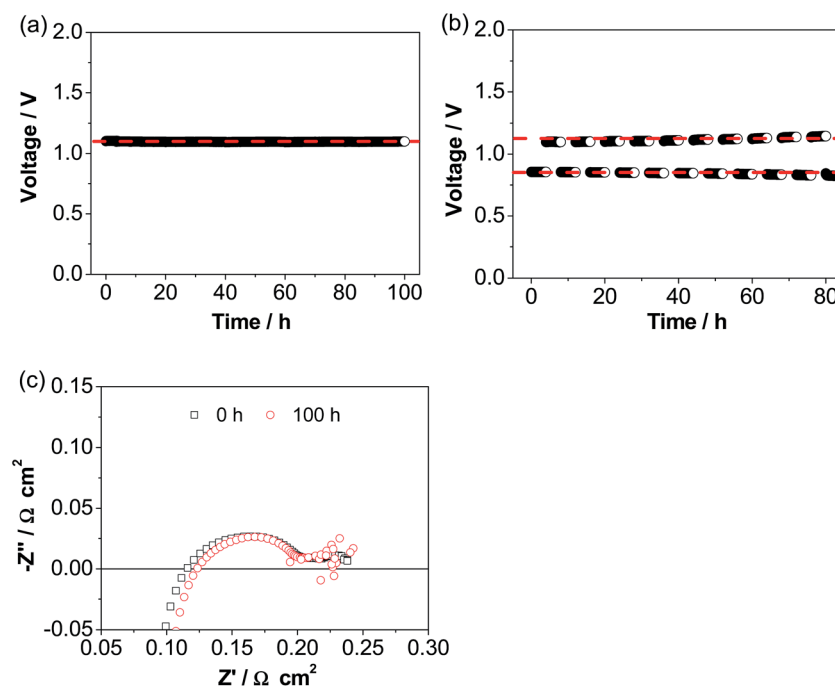 (a)
2.0
1.5
1.0
0.5
0.0
Voltage / V
0 20 40 60 80 100
Time / h
(b)
2.0
1.5
1.0
0.5
0.0
Voltage / V
0 20 40 60 80
Time / h
(c)
0.15
0.10
0.05
0.00
-0.05
-Z'' / Ω cm²
0 h 100 h
0.05 0.10 0.15 0.20 0.25 0.30
Z' / Ω cm²